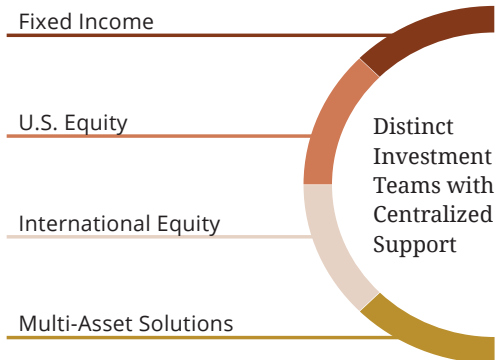 Fixed Income
U.S. Equity
International Equity
Multi-Asset Solutions
Distinct
Investment
Teams with
Centralized
Support